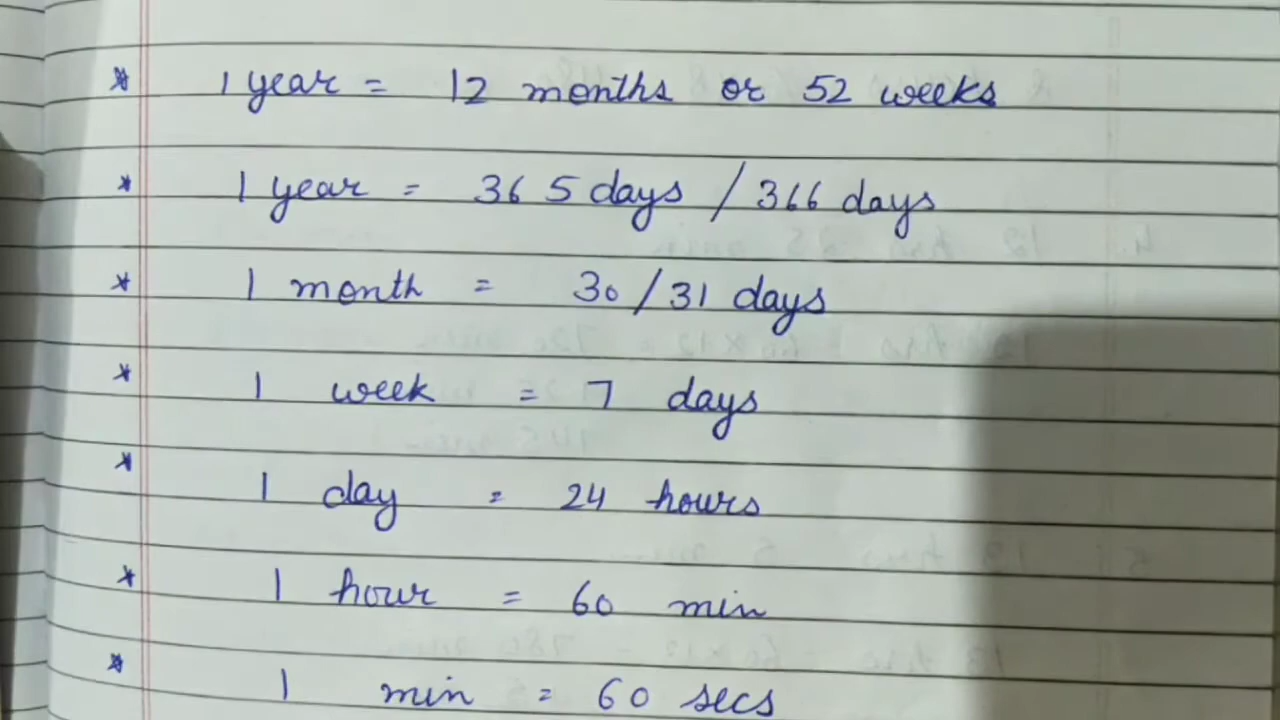 * 1 year = 12 months or 52 weeks
* 1 year = 365 days / 366 days
* 1 month = 30 / 31 days
* 1 week = 7 days
* 1 day = 24 hours
* 1 hour = 60 min
* 1 min = 60 secs